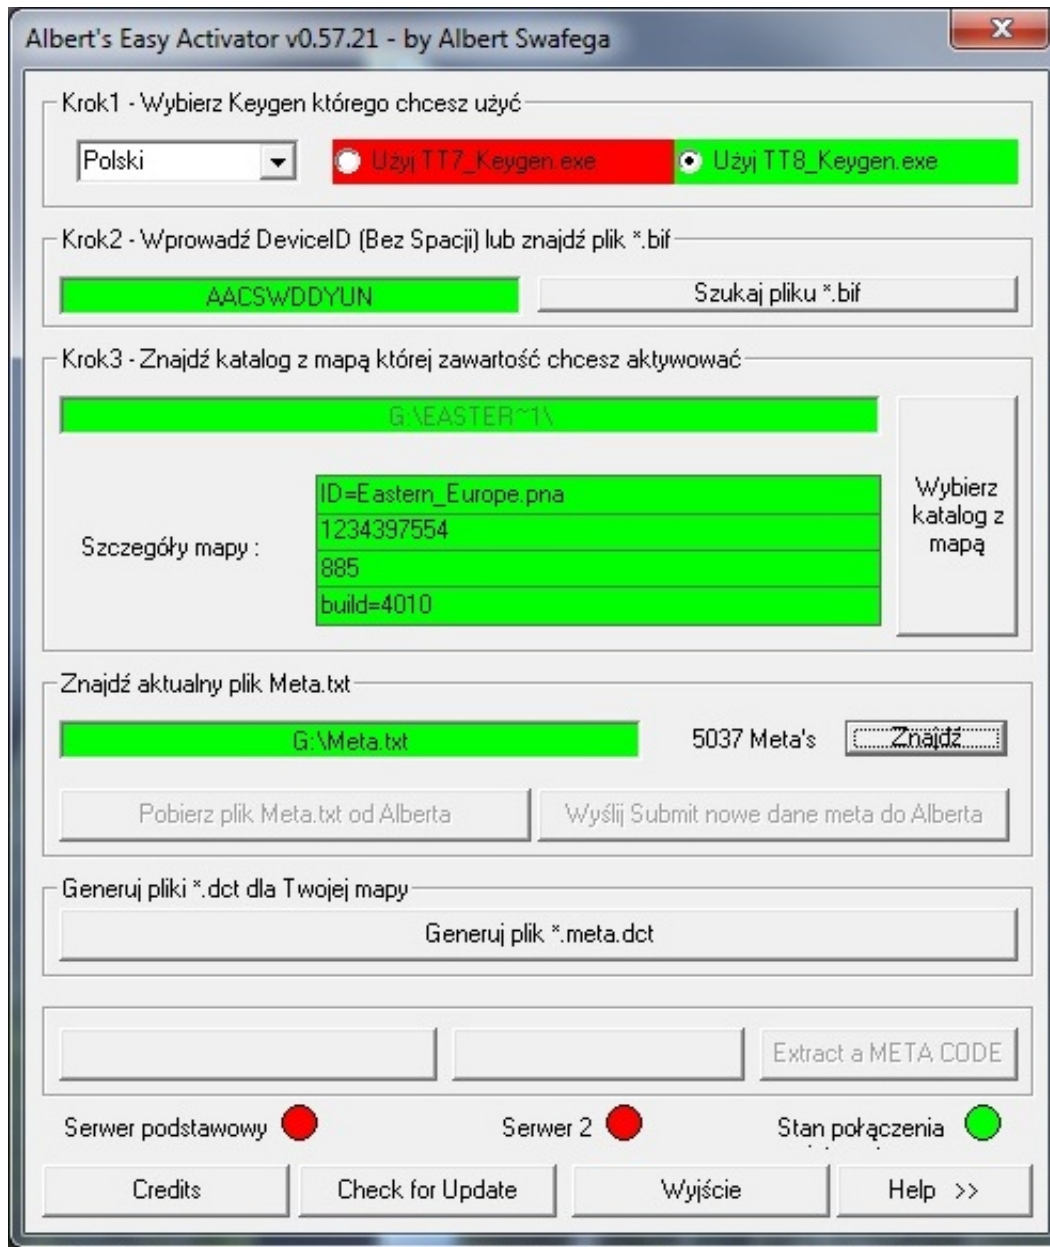 Albert's Easy Activator v0.57.21 - by Albert Swafega
Krok1 - Wybierz Keygen którego chcesz użyć
Polski
Użyj TT7_Keygen.exe
Użyj TT8_Keygen.exe
Krok2 - Wprowadź DeviceID (Bez Spacji) lub znajdź plik *.bif
AACSWDDYUN
Szukaj pliku *.bif
Krok3 - Znajdź katalog z mapą której zawartość chcesz aktywować
G:\EASTER~1\
Wybierz
katalog z
mapą
Szczegóły mapy :
ID=Eastern_Europe.pna
1234397554
885
build=4010
Znajdź aktualny plik Meta.txt
G:\Meta.txt
5037 Meta's
Znajdź
Pobierz plik Meta.txt od Alberta
Wyślij Submit nowe dane meta do Alberta
Generuj pliki *.dct dla Twojej mapy
Generuj plik *.meta.dct
Extract a META CODE
Serwer podstawowy
Serwer 2
Stan połączenia
Credits
Check for Update
Wyjście
Help >>